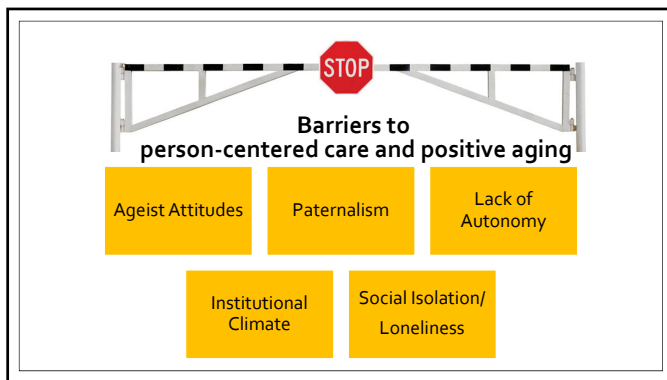 STOP
Barriers to
person-centered care and positive aging
Ageist Attitudes
Paternalism
Lack of
Autonomy
Institutional
Climate
Social Isolation/
Loneliness